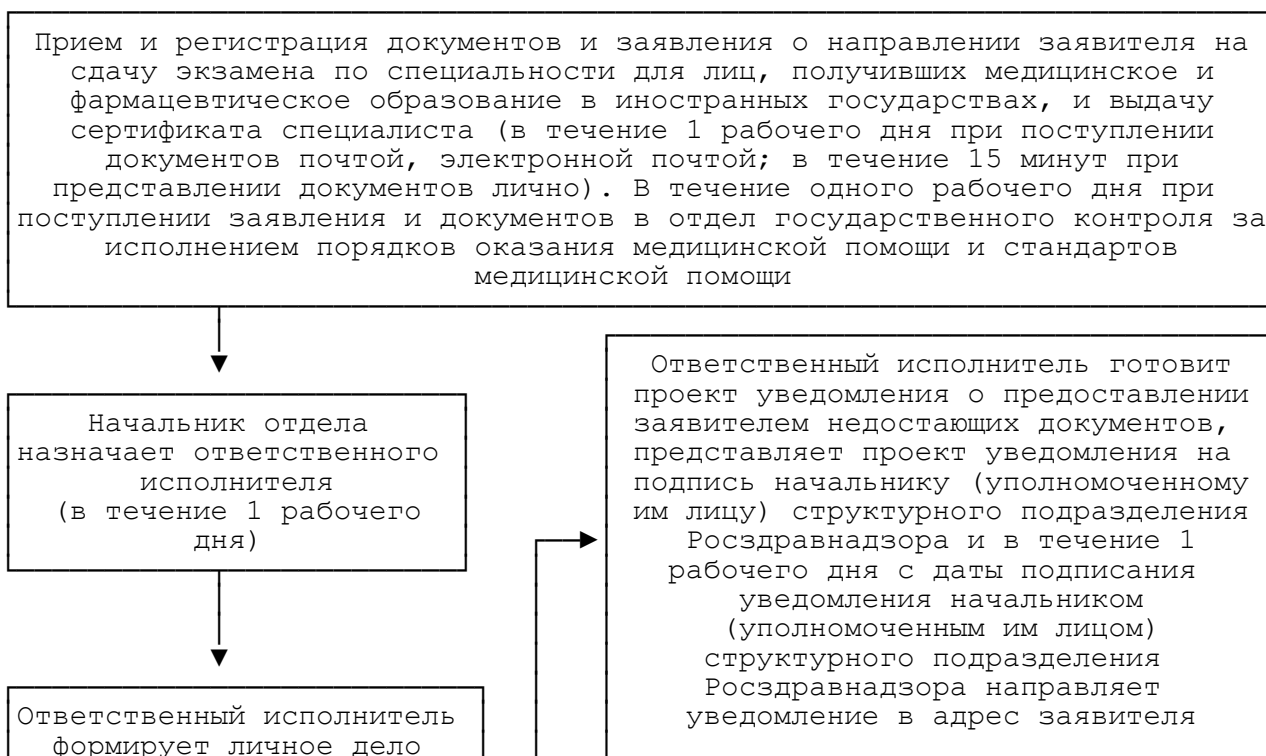 Прием и регистрация документов и заявления о направлении заявителя на
сдачу экзамена по специальности для лиц, получивших медицинское и
фармацевтическое образование в иностранных государствах, и выдачу
сертификата специалиста (в течение 1 рабочего дня при поступлении
документов почтой, электронной почтой; в течение 15 минут при
представлении документов лично). В течение одного рабочего дня при
поступлении заявления и документов в отдел государственного контроля за
исполнением порядков оказания медицинской помощи и стандартов
медицинской помощи
Начальник отдела
назначает ответственного
исполнителя
(в течение 1 рабочего
дня)
Ответственный исполнитель готовит
проект уведомления о предоставлении
заявителем недостающих документов,
представляет проект уведомления на
подпись начальнику (уполномоченному
им лицу) структурного подразделения
Росздравнадзора и в течение 1
рабочего дня с даты подписания
уведомления начальником
(уполномоченным им лицом)
структурного подразделения
Росздравнадзора направляет
уведомление в адрес заявителя
Ответственный исполнитель
формирует личное дело